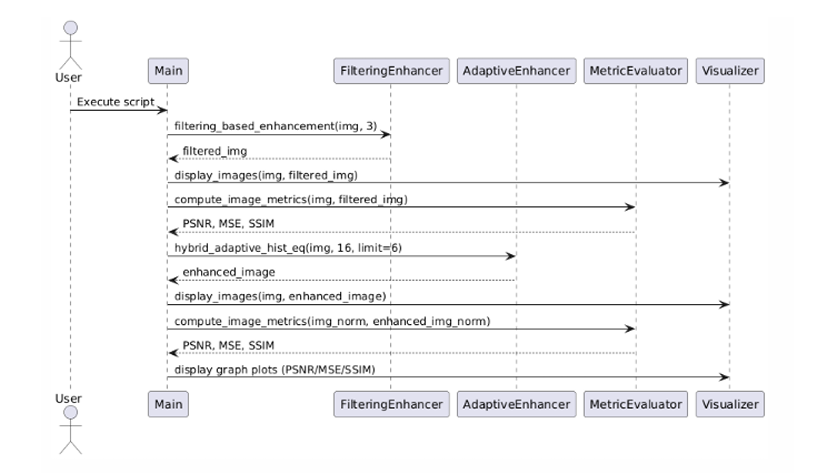 User
Main
FilteringEnhancer
AdaptiveEnhancer
MetricEvaluator
Visualizer
Execute script
filtering_based_enhancement(img, 3)
filtered_img
display_images(img, filtered_img)
compute_image_metrics(img, filtered_img)
PSNR, MSE, SSIM
hybrid_adaptive_hist_eq(img, 16, limit=6)
enhanced_image
display_images(img, enhanced_image)
compute_image_metrics(img_norm, enhanced_img_norm)
PSNR, MSE, SSIM
display graph plots (PSNR/MSE/SSIM)
User
Main
FilteringEnhancer
AdaptiveEnhancer
MetricEvaluator
Visualizer